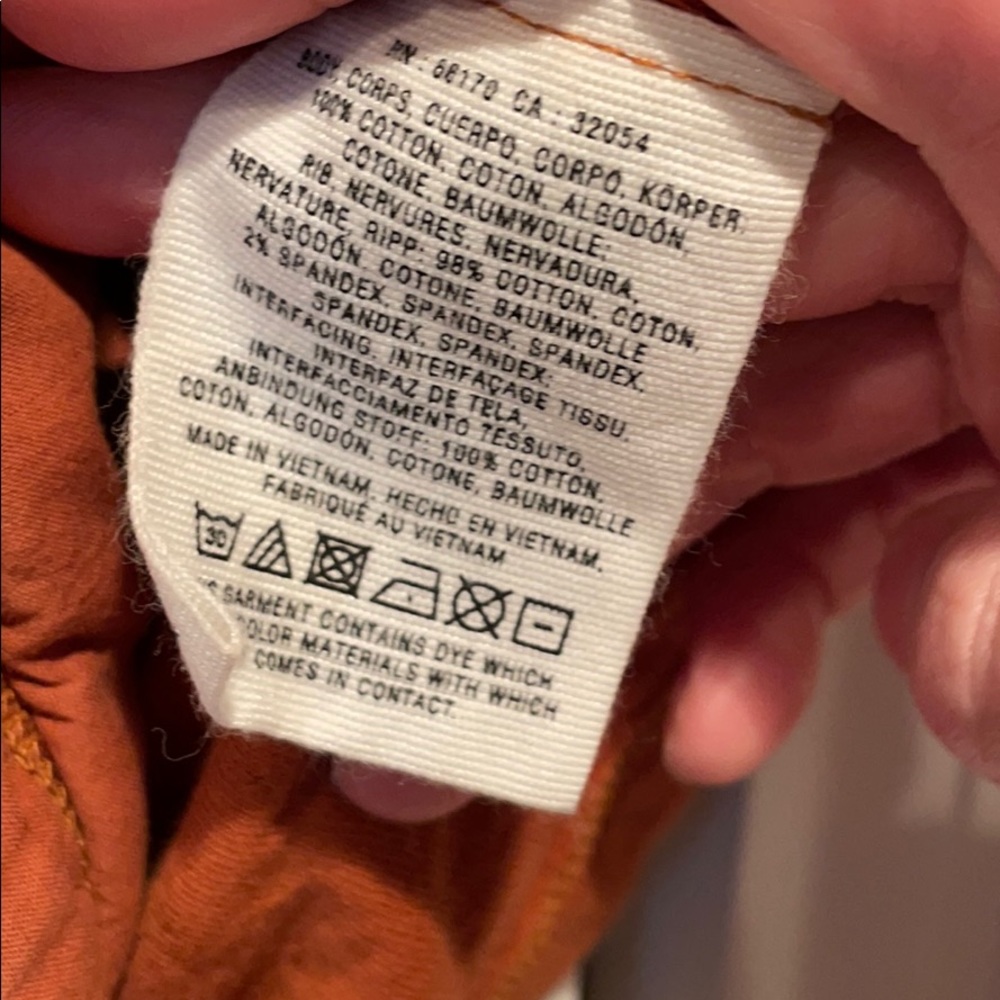 RN : 66170 CA : 32054
BODY, CORPS, CUERPO, CORPO, KÖRPER:
100% COTTON, COTON, ALGODÓN,
COTONE, BAUMWOLLE;
RIB, NERVURES, NERVADURA,
NERVATURE, RIPP: 98% COTTON, COTON,
ALGODÓN, COTONE, BAUMWOLLE
2% SPANDEX, SPANDEX, SPANDEX,
SPANDEX, SPANDEX;
INTERFACING, INTERFAÇAGE TISSU,
INTERFAZ DE TELA,
INTERFACCIAMENTO TESSUTO,
ANBINDUNG STOFF: 100% COTTON,
COTON, ALGODÓN, COTONE, BAUMWOLLE
MADE IN VIETNAM, HECHO EN VIETNAM,
FABRIQUÉ AU VIETNAM
30
GARMENT CONTAINS DYE WHICH
COLOR MATERIALS WITH WHICH
COMES IN CONTACT.